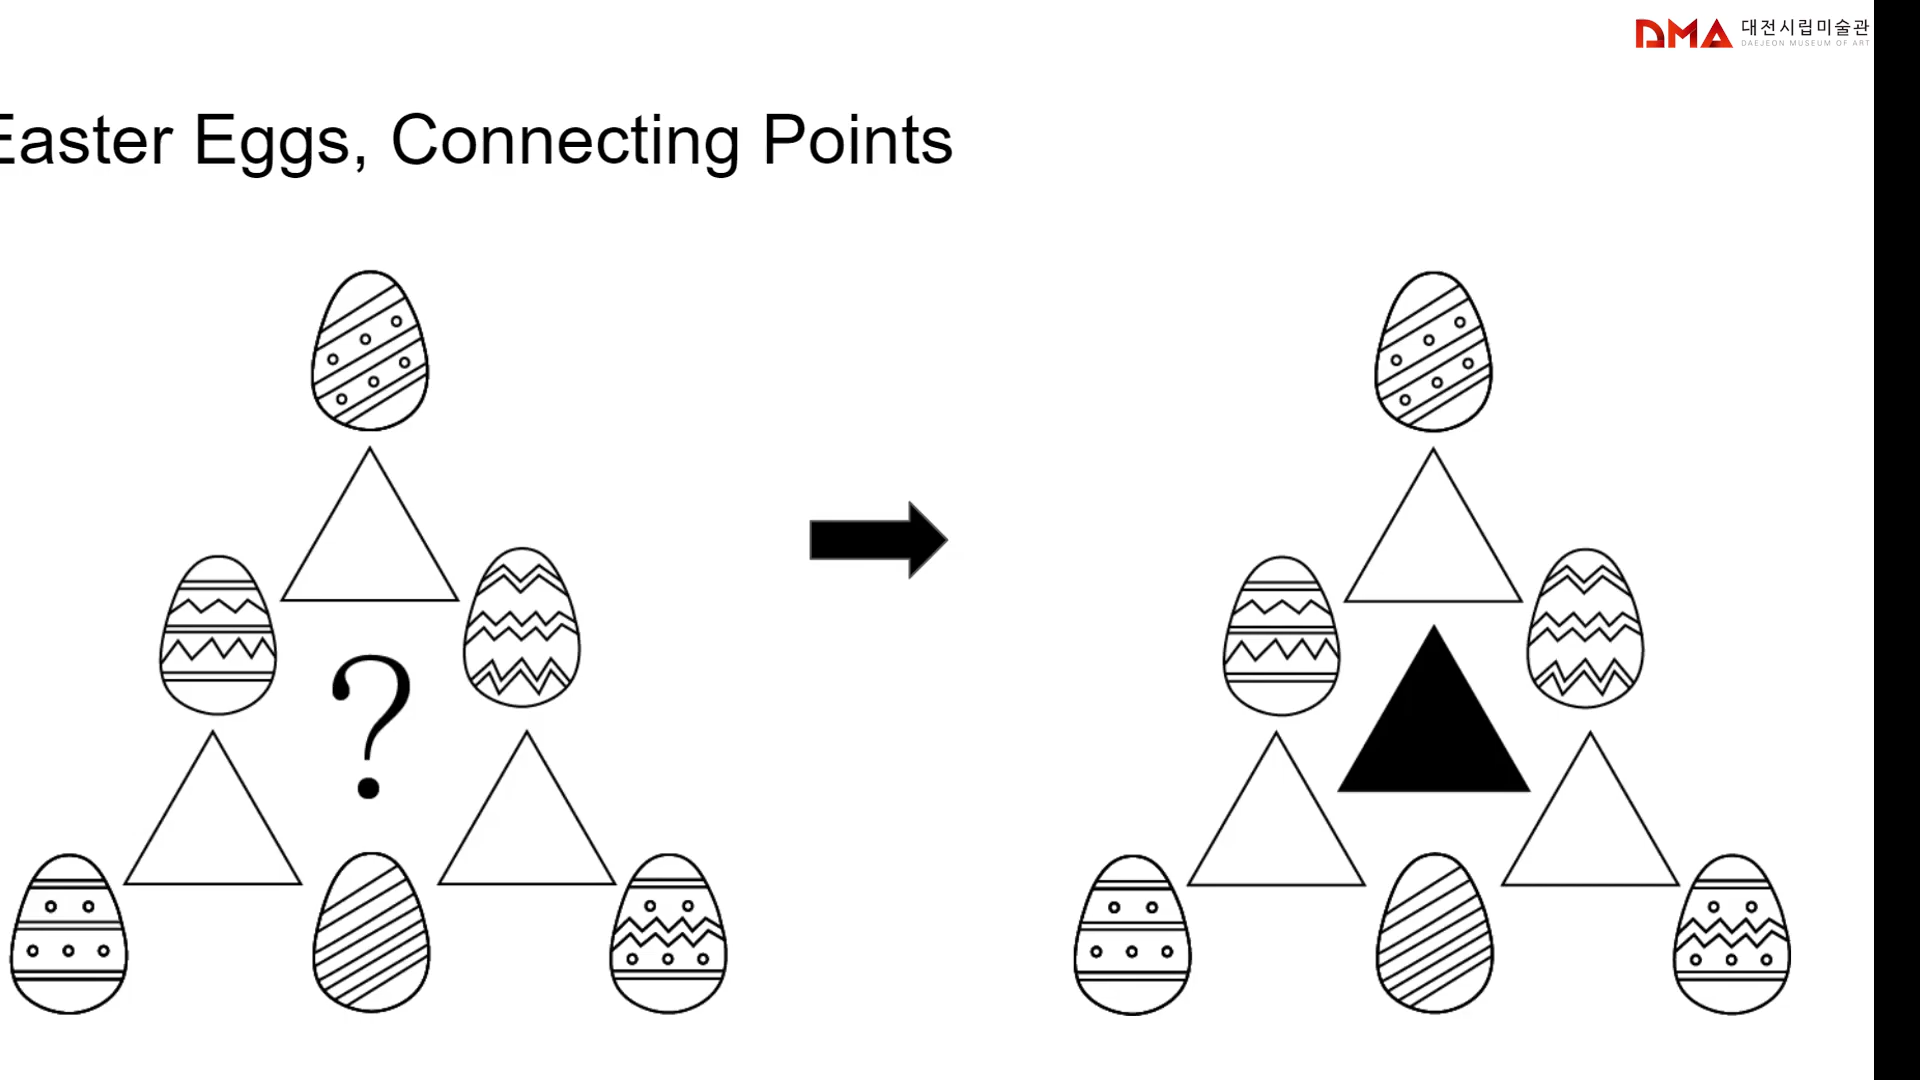 DMA 대전시립미술관
DAEJEON MUSEUM OF ART
Easter Eggs, Connecting Points
?